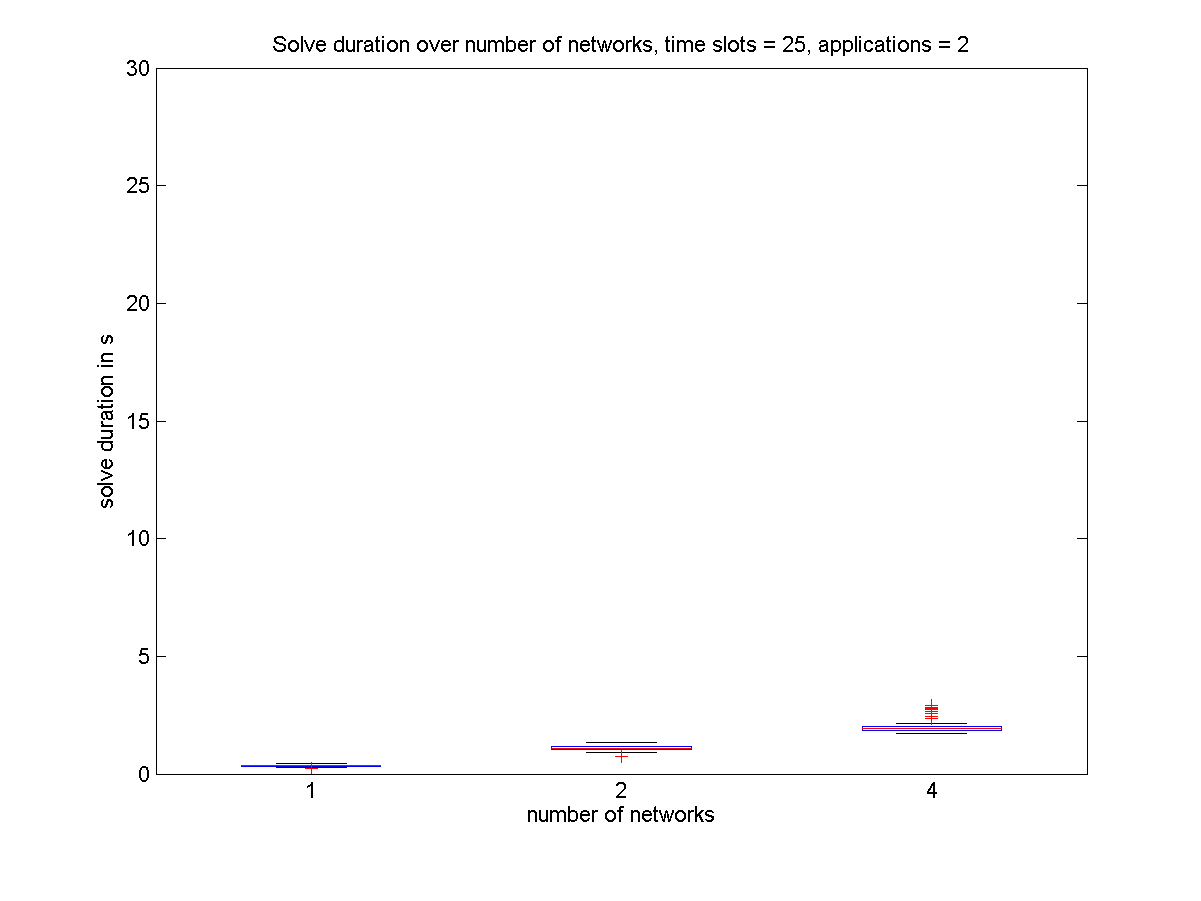 Solve duration over number of networks, time slots = 25, applications = 2
30
25
20
15
10
5
0
solve duration in s
1 2 4
number of networks